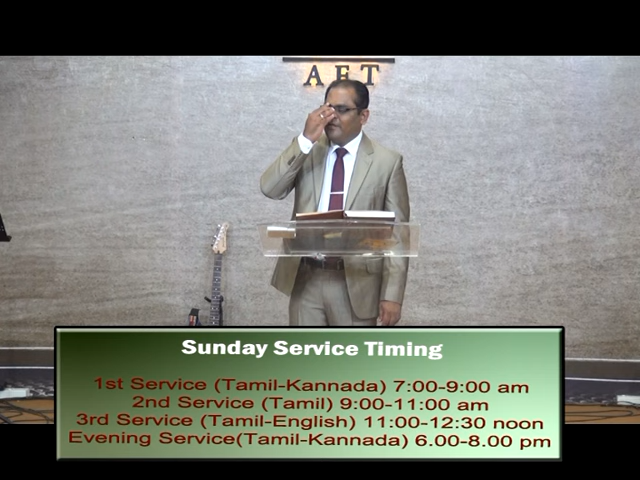 AFT
Sunday Service Timing
1st Service (Tamil-Kannada) 7:00-9:00 am
2nd Service (Tamil) 9:00-11:00 am
3rd Service (Tamil-English) 11:00-12:30 noon
Evening Service(Tamil-Kannada) 6.00-8.00 pm